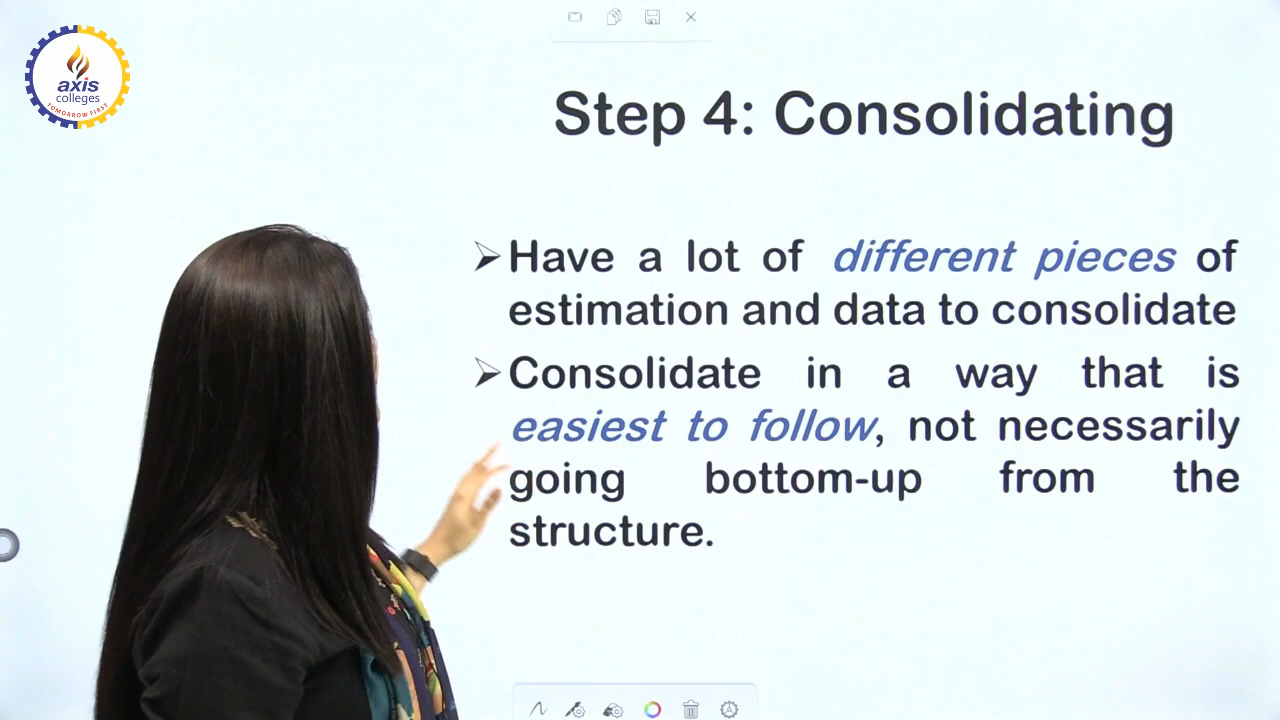 axis
colleges
TOMORROW FIRST
Step 4: Consolidating
➢Have a lot of different pieces of
estimation and data to consolidate
➢Consolidate in a way that is
easiest to follow, not necessarily
going bottom-up from the
structure.